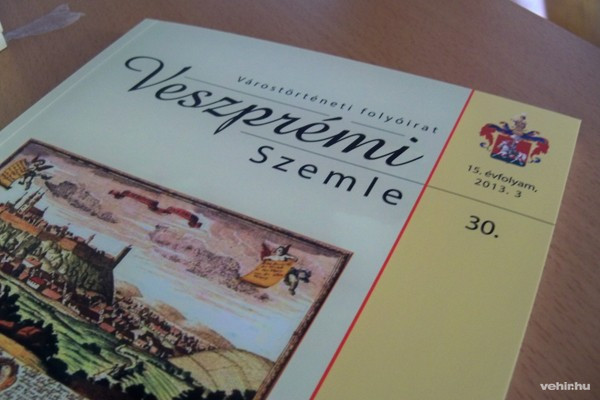 Várostörténeti folyóirat
Veszprémi
Szemle
15. évfolyam,
2013. 3
30.
vehir.hu